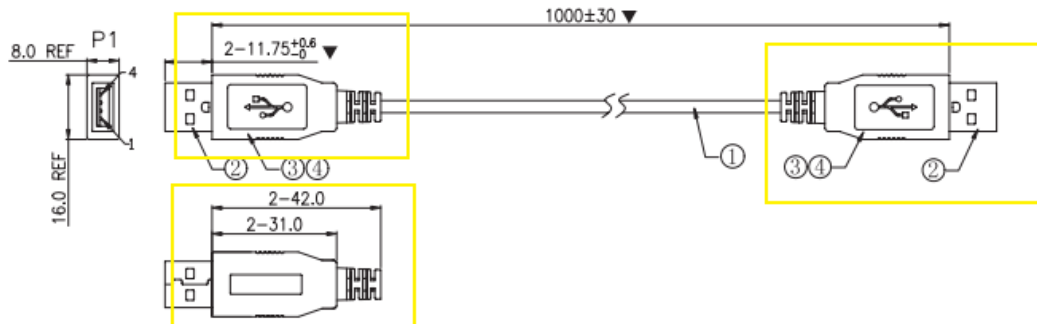 1000±30 ▼
P1
8.0 REF
2-11.75+0.6 -0 ▼
4
1
16.0 REF
②
③④
①
③④
②
2-42.0
2-31.0